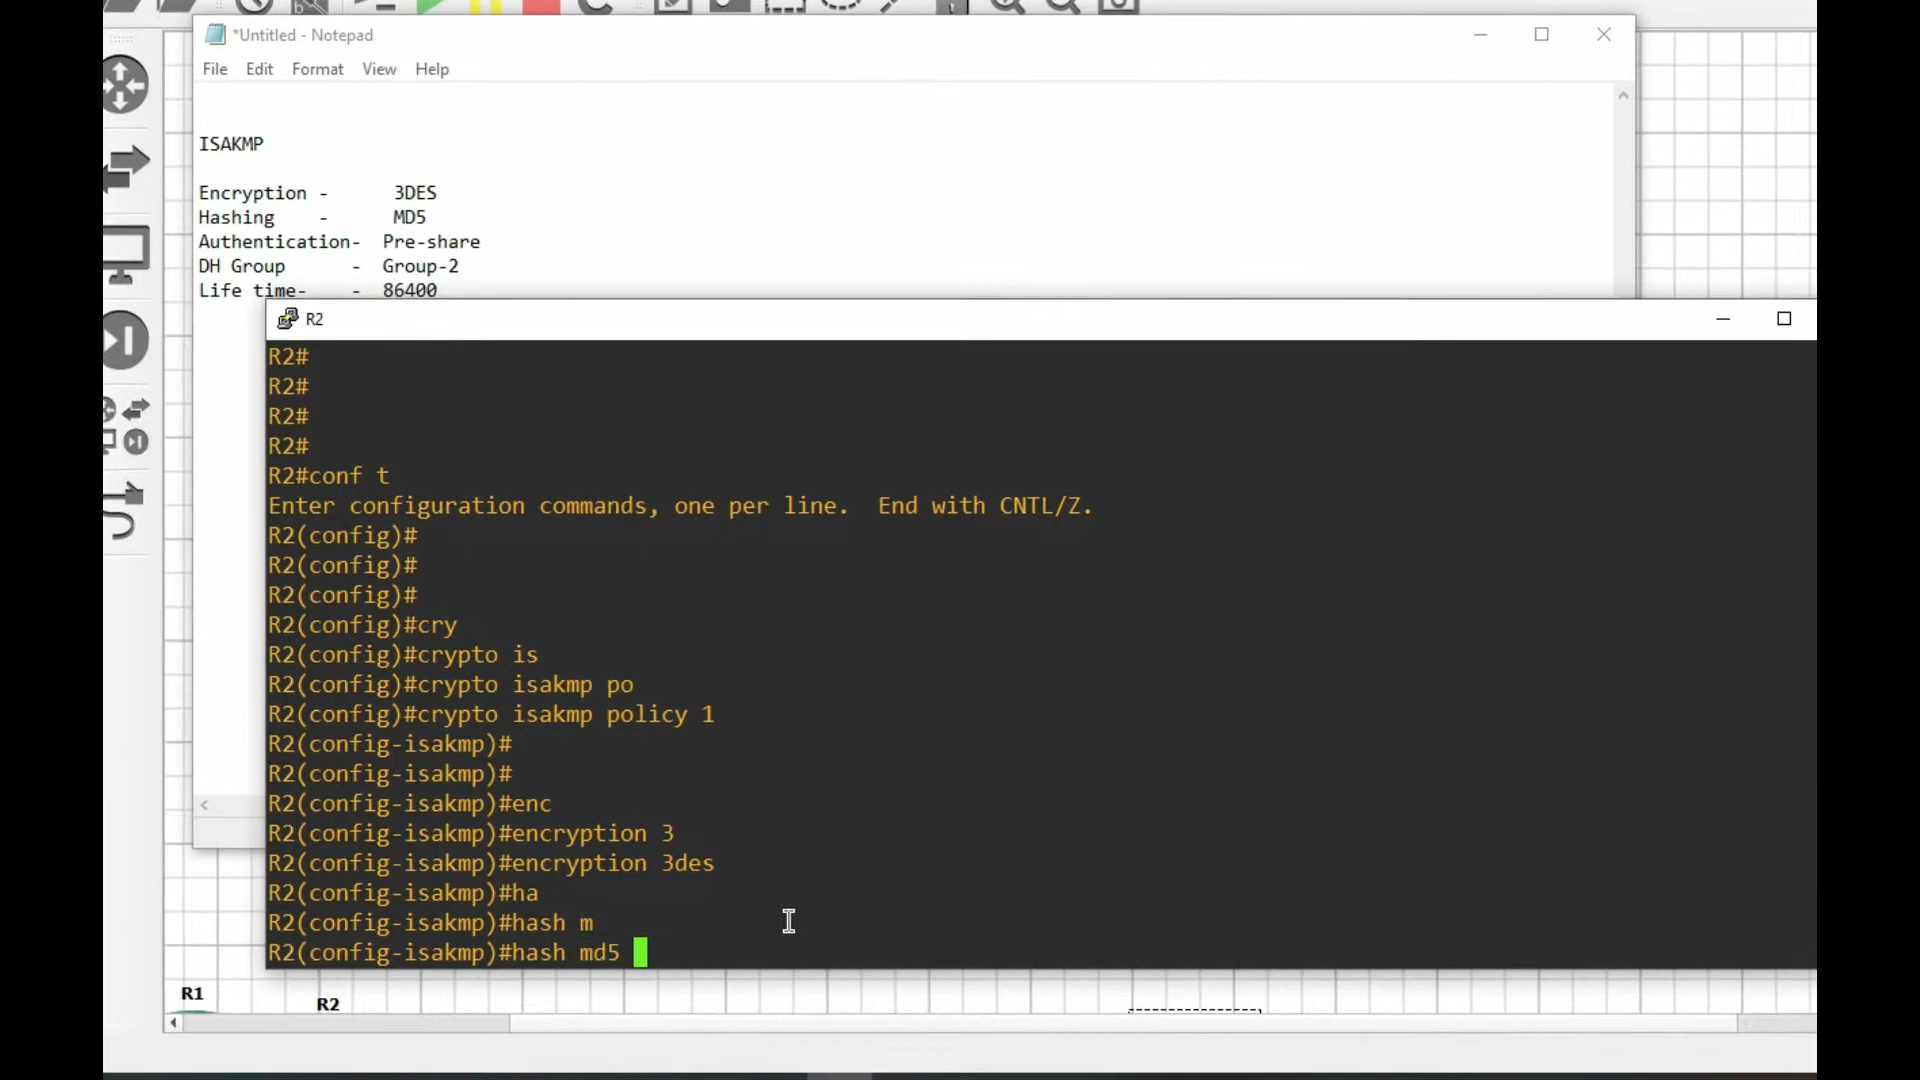 *Untitled - Notepad
File Edit Format View Help
ISAKMP
Encryption - 3DES
Hashing - MD5
Authentication- Pre-share
DH Group - Group-2
Life time- - 86400
R2
R2#
R2#
R2#
R2#
R2#conf t
Enter configuration commands, one per line. End with CNTL/Z.
R2(config)#
R2(config)#
R2(config)#
R2(config)#cry
R2(config)#crypto is
R2(config)#crypto isakmp po
R2(config)#crypto isakmp policy 1
R2(config-isakmp)#
R2(config-isakmp)#
R2(config-isakmp)#enc
R2(config-isakmp)#encryption 3
R2(config-isakmp)#encryption 3des
R2(config-isakmp)#ha
R2(config-isakmp)#hash m
R2(config-isakmp)#hash md5
R1
R2